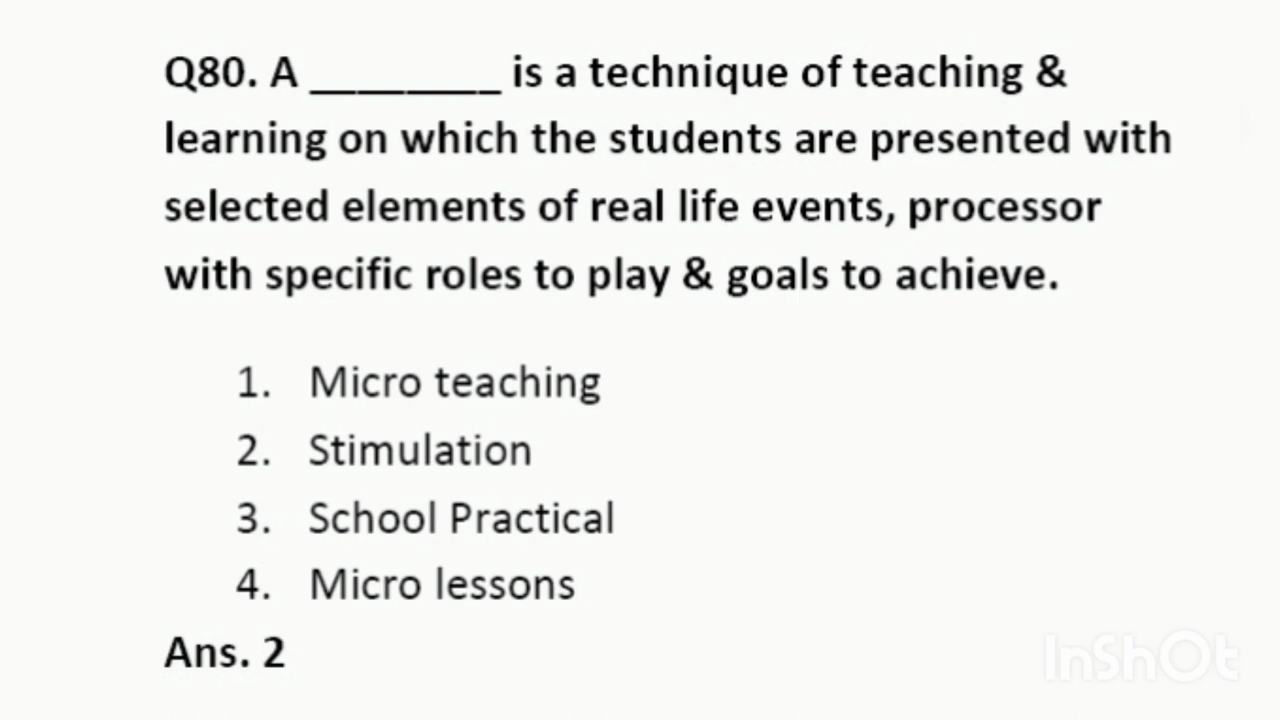 Q80. A ________ is a technique of teaching &
learning on which the students are presented with
selected elements of real life events, processor
with specific roles to play & goals to achieve.
1. Micro teaching
2. Stimulation
3. School Practical
4. Micro lessons
Ans. 2
InShOt